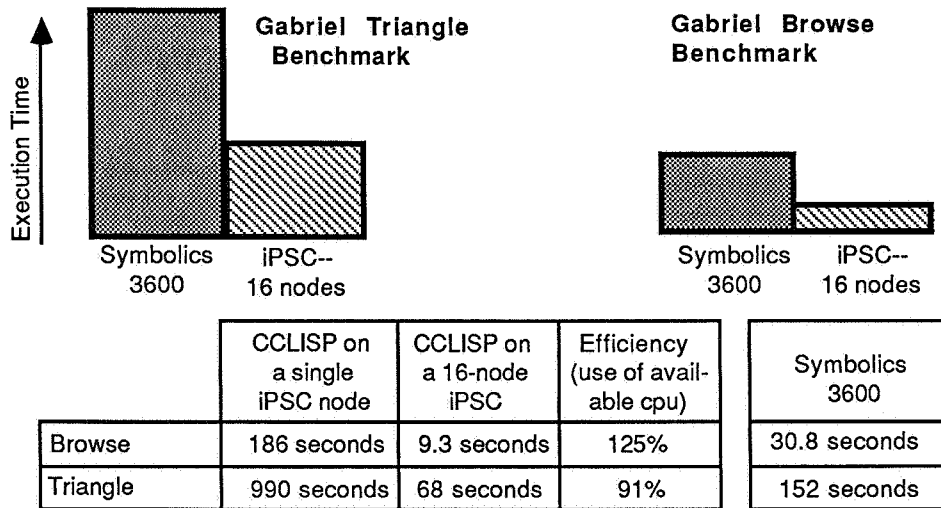 Gabriel Triangle
Benchmark
Gabriel Browse
Benchmark
Execution Time
Symbolics
3600
iPSC--
16 nodes
Symbolics
3600
iPSC--
16 nodes
CCLISP on
a single
iPSC node
CCLISP on
a 16-node
iPSC
Efficiency
(use of avail-
able cpu)
Symbolics
3600
Browse 186 seconds 9.3 seconds 125% 30.8 seconds
Triangle 990 seconds 68 seconds 91% 152 seconds